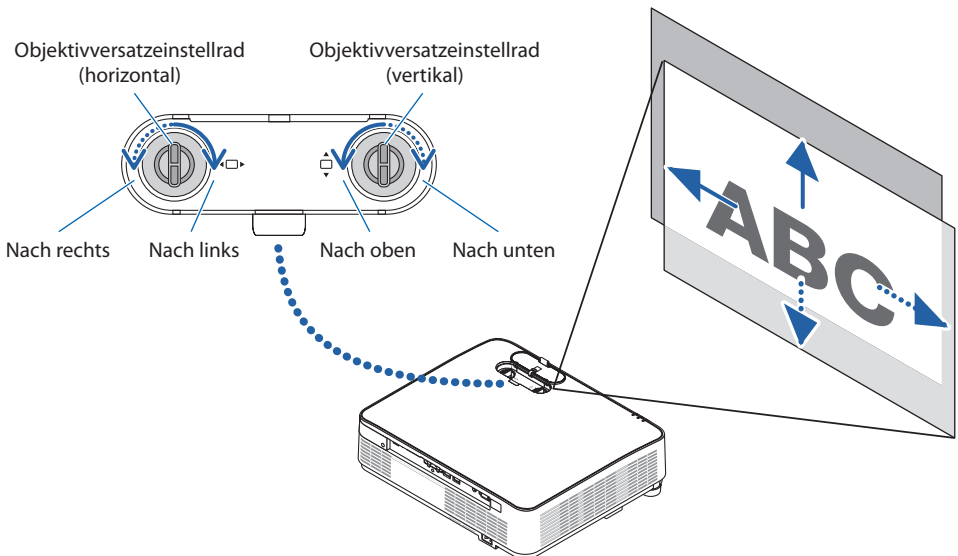 Objektivversatzeinstellrad
(horizontal)
Objektivversatzeinstellrad
(vertikal)
Nach rechts
Nach links
Nach oben
Nach unten
ABC